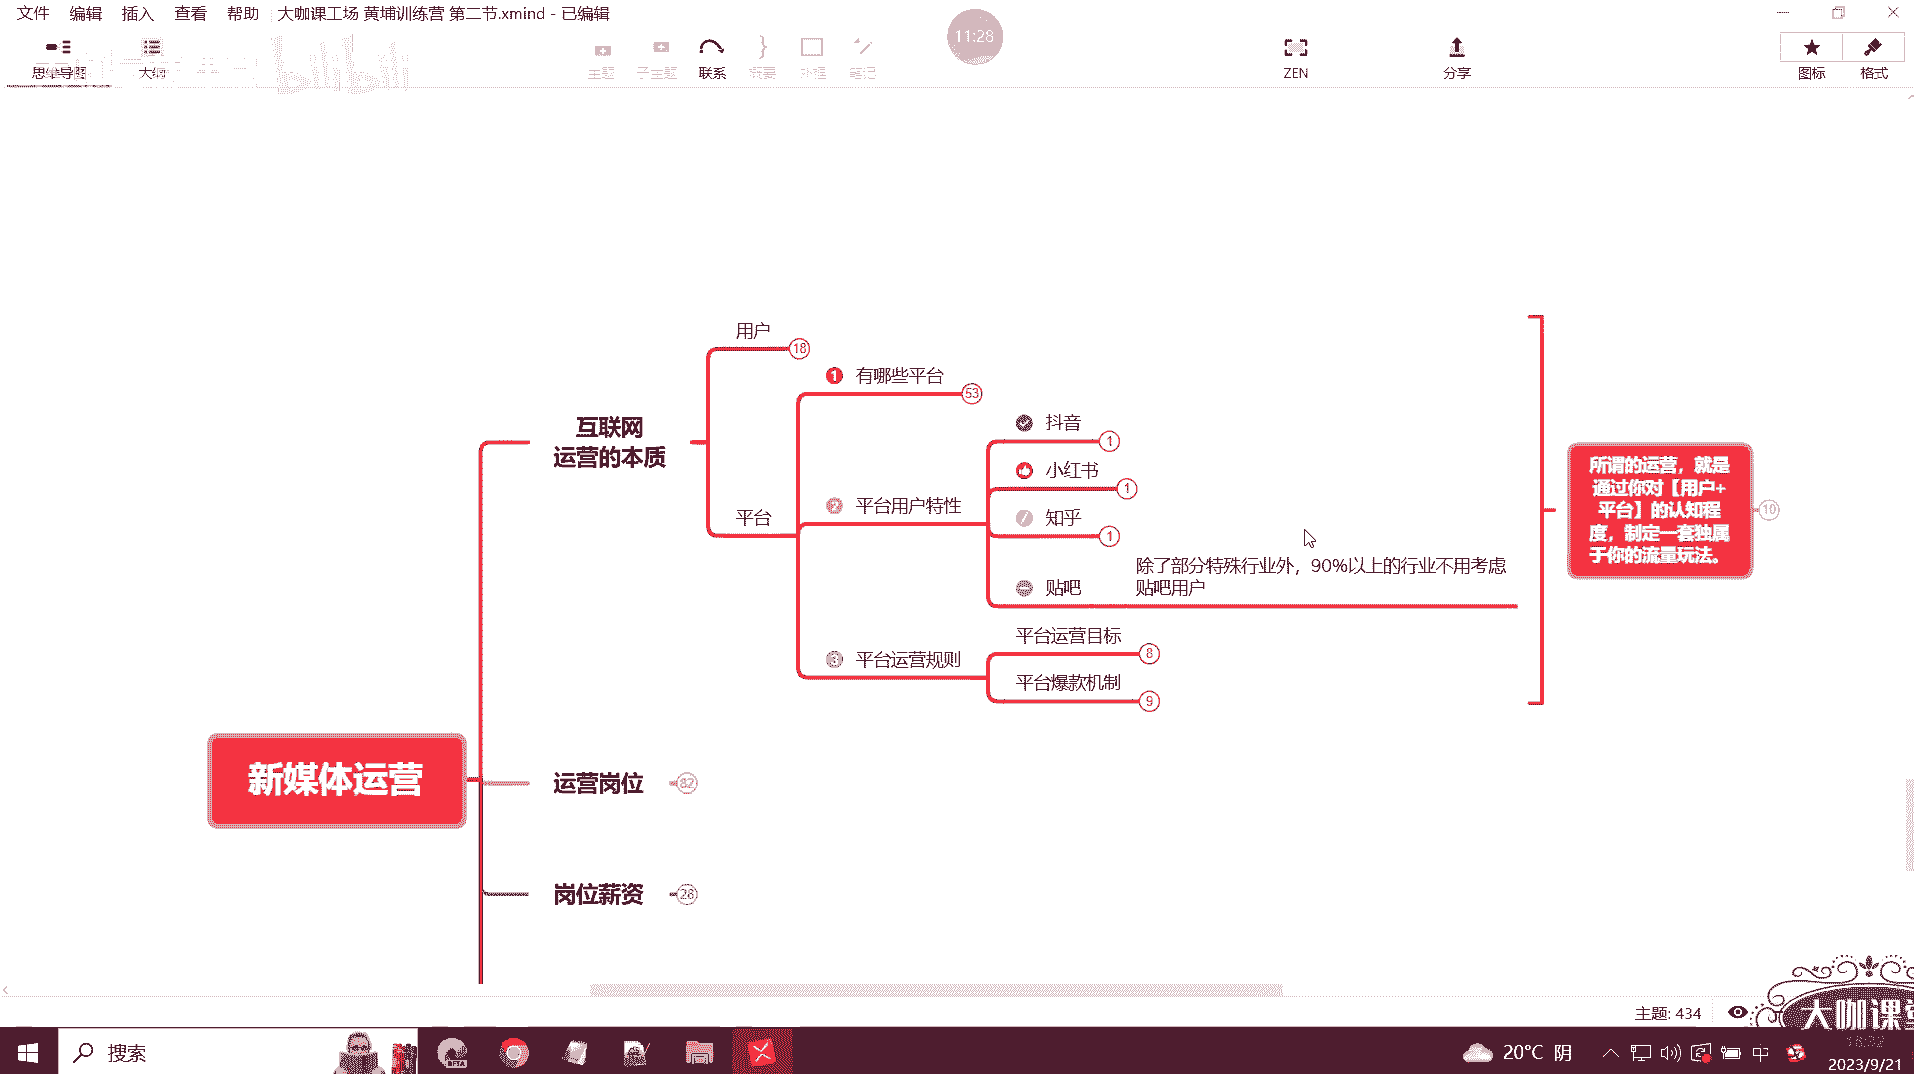 文件 编辑 插入 查看 帮助 大咖课工场 黄埔训练营 第二节.xmind - 已编辑
11:28
思维导图 大纲 主题 子主题 联系 概要 外框 笔记 ZEN 分享 图标 格式
bilibili
用户 18
1 有哪些平台 53
抖音 1
互联网
运营的本质
小红书 1
2 平台用户特性
平台
知乎 1
除了部分特殊行业外，90%以上的行业不用考虑
贴吧用户
贴吧
所谓的运营，就是
通过你对【用户+
平台】的认知程
度，制定一套独属
于你的流量玩法。
10
平台运营目标 8
3 平台运营规则
平台爆款机制 9
新媒体运营
运营岗位 82
岗位薪资 28
主题: 434
大咖课堂
搜索
20°C 阴
中
2023/9/21